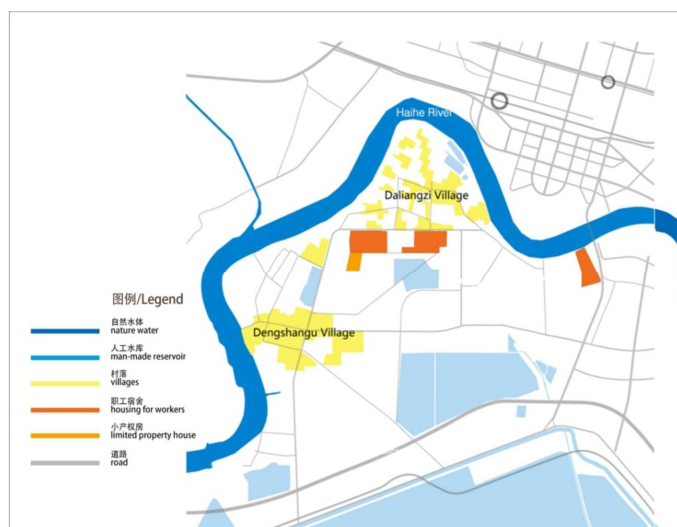 Haihe River
Daliangzi Village
Dengshangu Village
图例/Legend
自然水体
nature water
人工水库
man-made reservoir
村落
villages
职工宿舍
housing for workers
小产权房
limited property house
道路
road